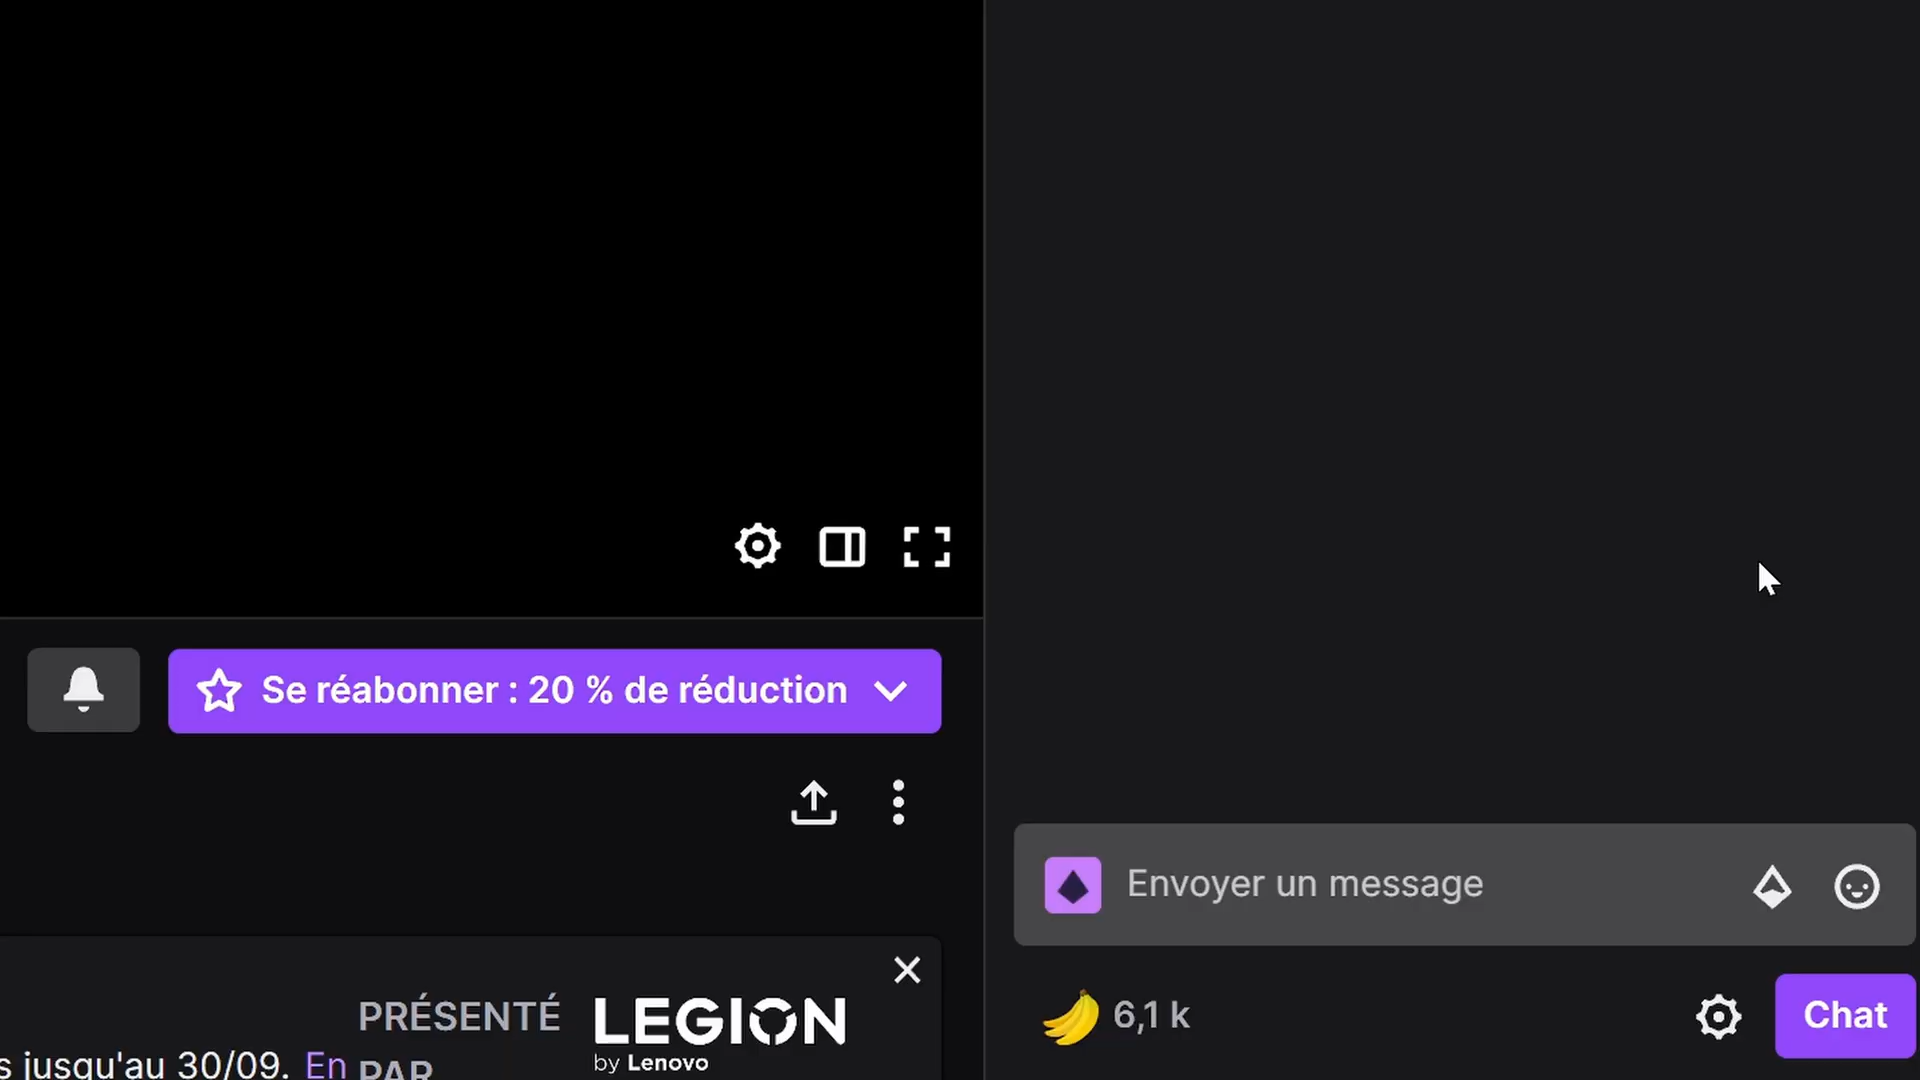 Se réabonner : 20 % de réduction
s jusqu'au 30/09. En
PRÉSENTÉ
PAR
LEGION
by Lenovo
Envoyer un message
6,1 k
Chat